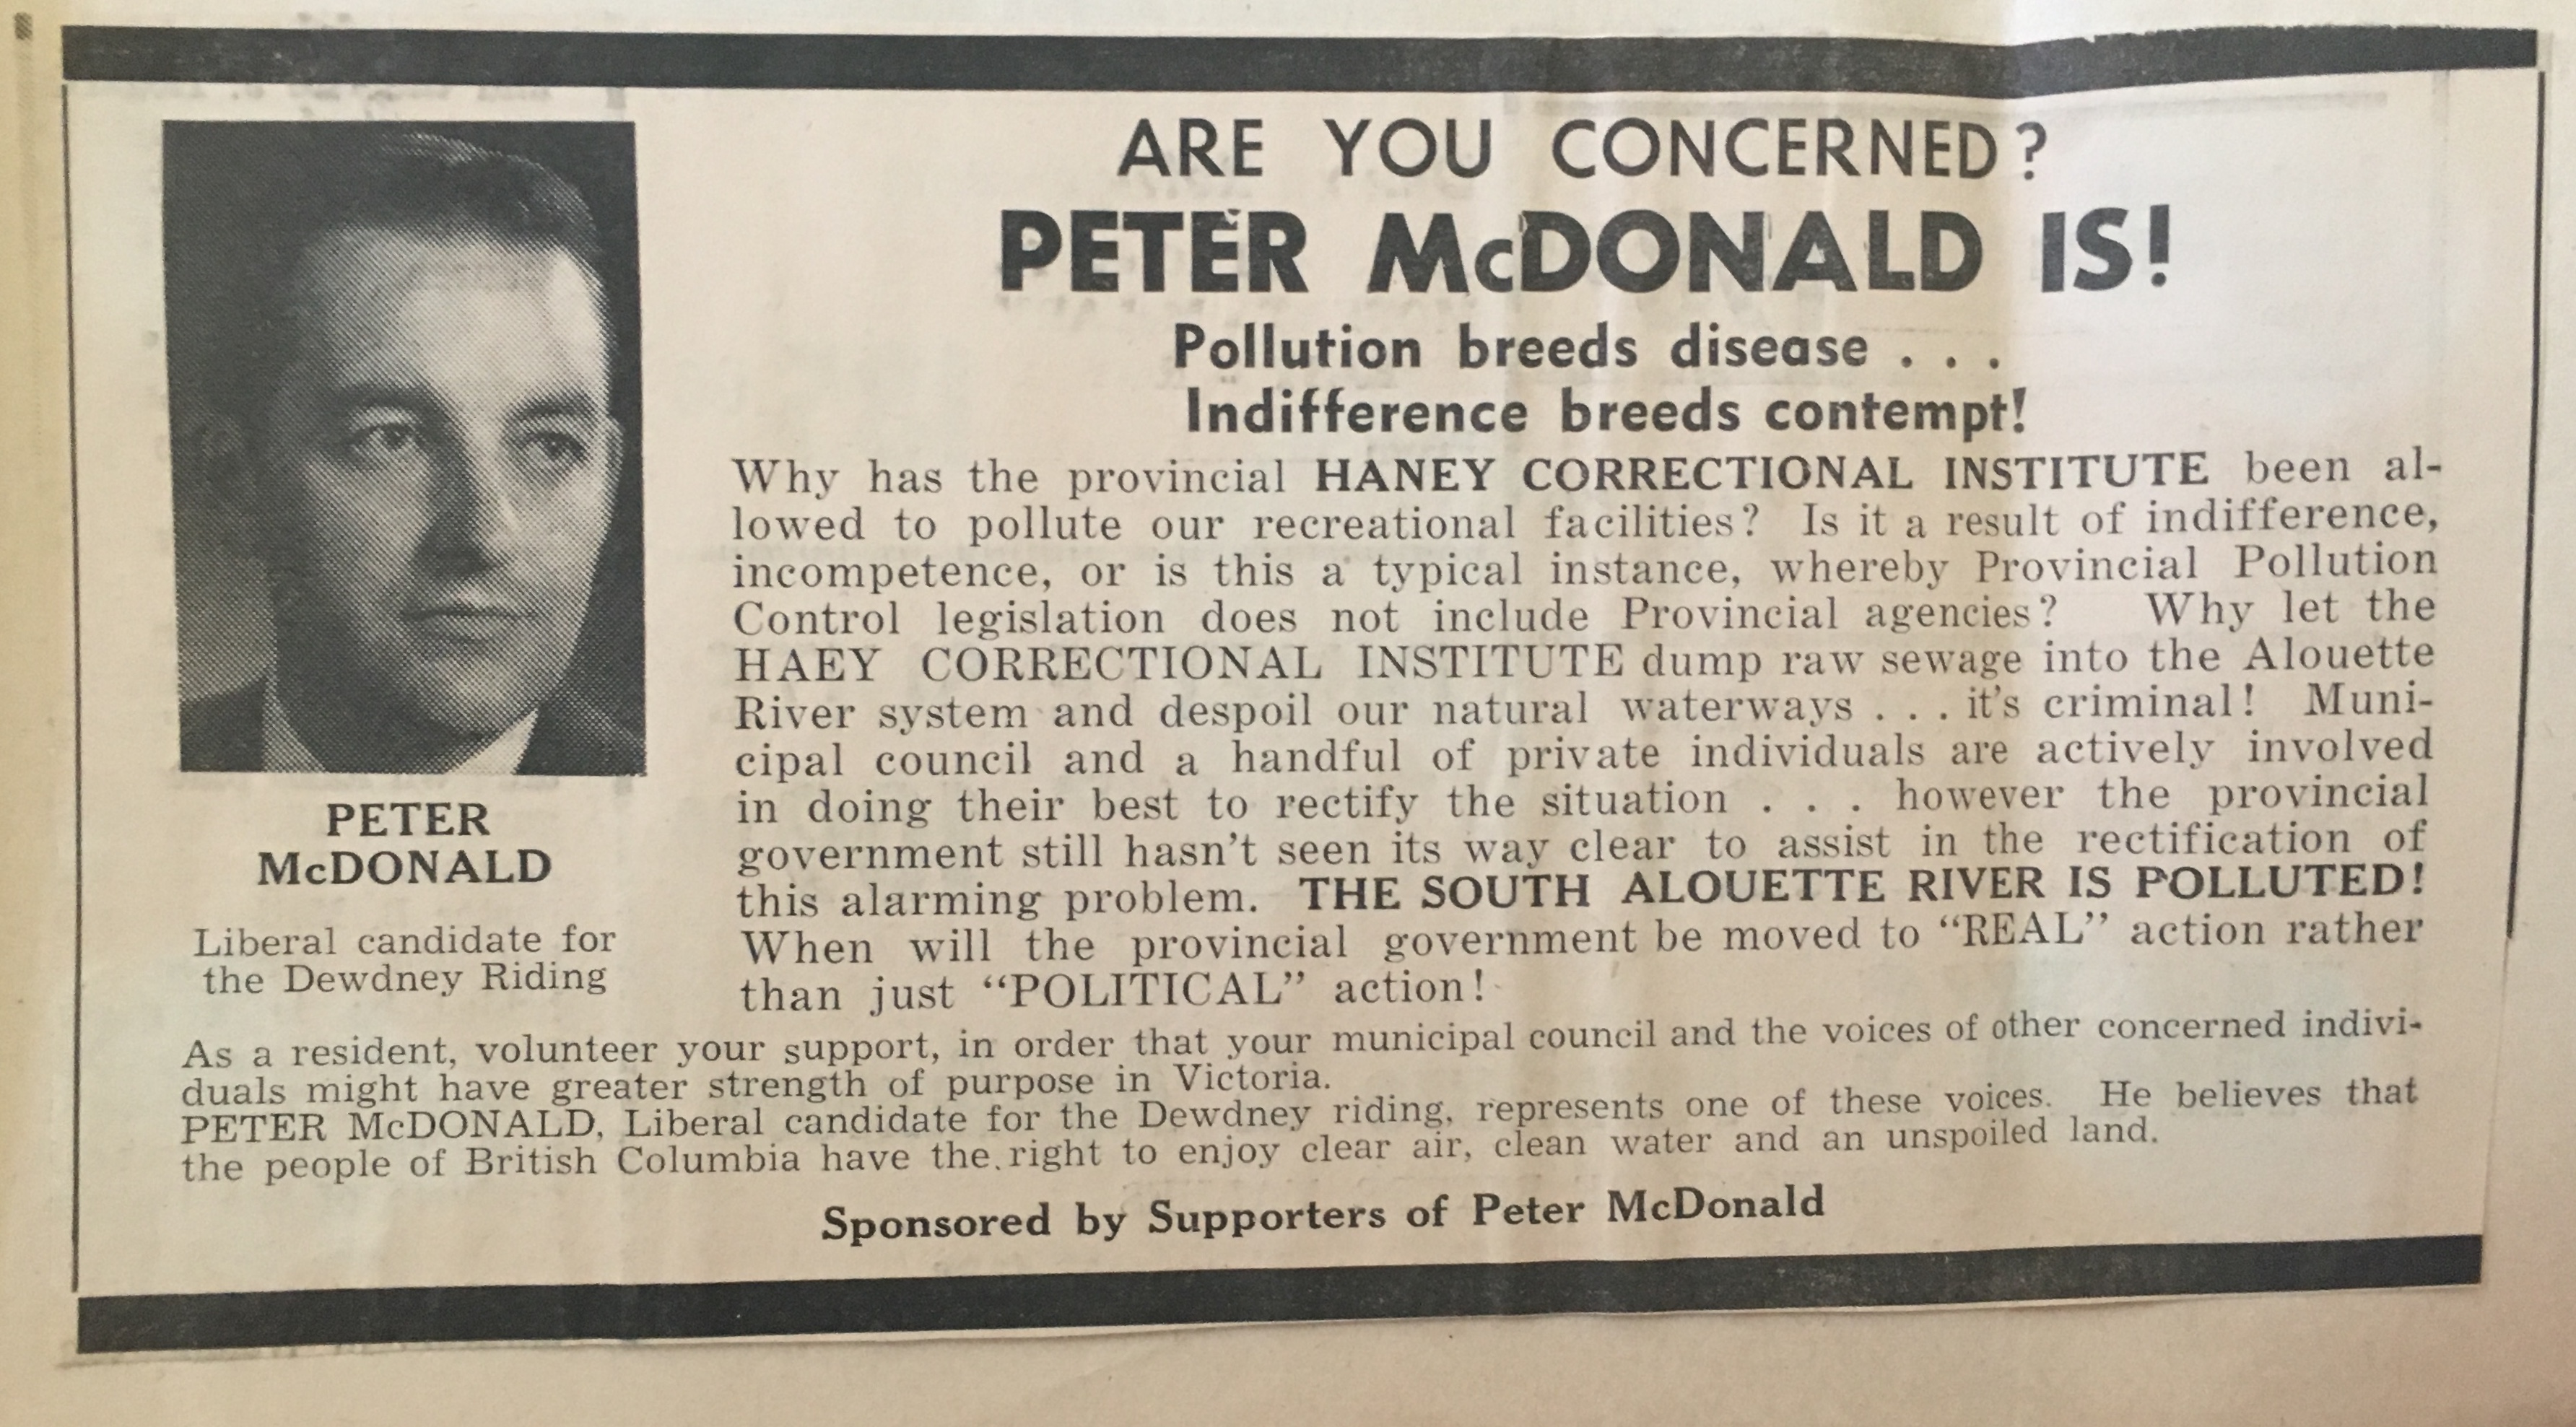 ARE YOU CONCERNED?
PETER McDONALD IS!
Pollution breeds disease . . .
Indifference breeds contempt!
Why has the provincial HANEY CORRECTIONAL INSTITUTE been al-
lowed to pollute our recreational facilities? Is it a result of indifference,
incompetence, or is this a typical instance, whereby Provincial Pollution
Control legislation does not include Provincial agencies? Why let the
HAEY CORRECTIONAL INSTITUTE dump raw sewage into the Alouette
River system and despoil our natural waterways . . . it's criminal! Muni-
cipal council and a handful of private individuals are actively involved
in doing their best to rectify the situation . . . however the provincial
government still hasn't seen its way clear to assist in the rectification of
this alarming problem. THE SOUTH ALOUETTE RIVER IS POLLUTED!
When will the provincial government be moved to “REAL” action rather
than just “POLITICAL” action!
PETER
McDONALD
Liberal candidate for
the Dewdney Riding
As a resident, volunteer your support, in order that your municipal council and the voices of other concerned indivi-
duals might have greater strength of purpose in Victoria.
PETER McDONALD, Liberal candidate for the Dewdney riding, represents one of these voices. He believes that
the people of British Columbia have the right to enjoy clear air, clean water and an unspoiled land.
Sponsored by Supporters of Peter McDonald